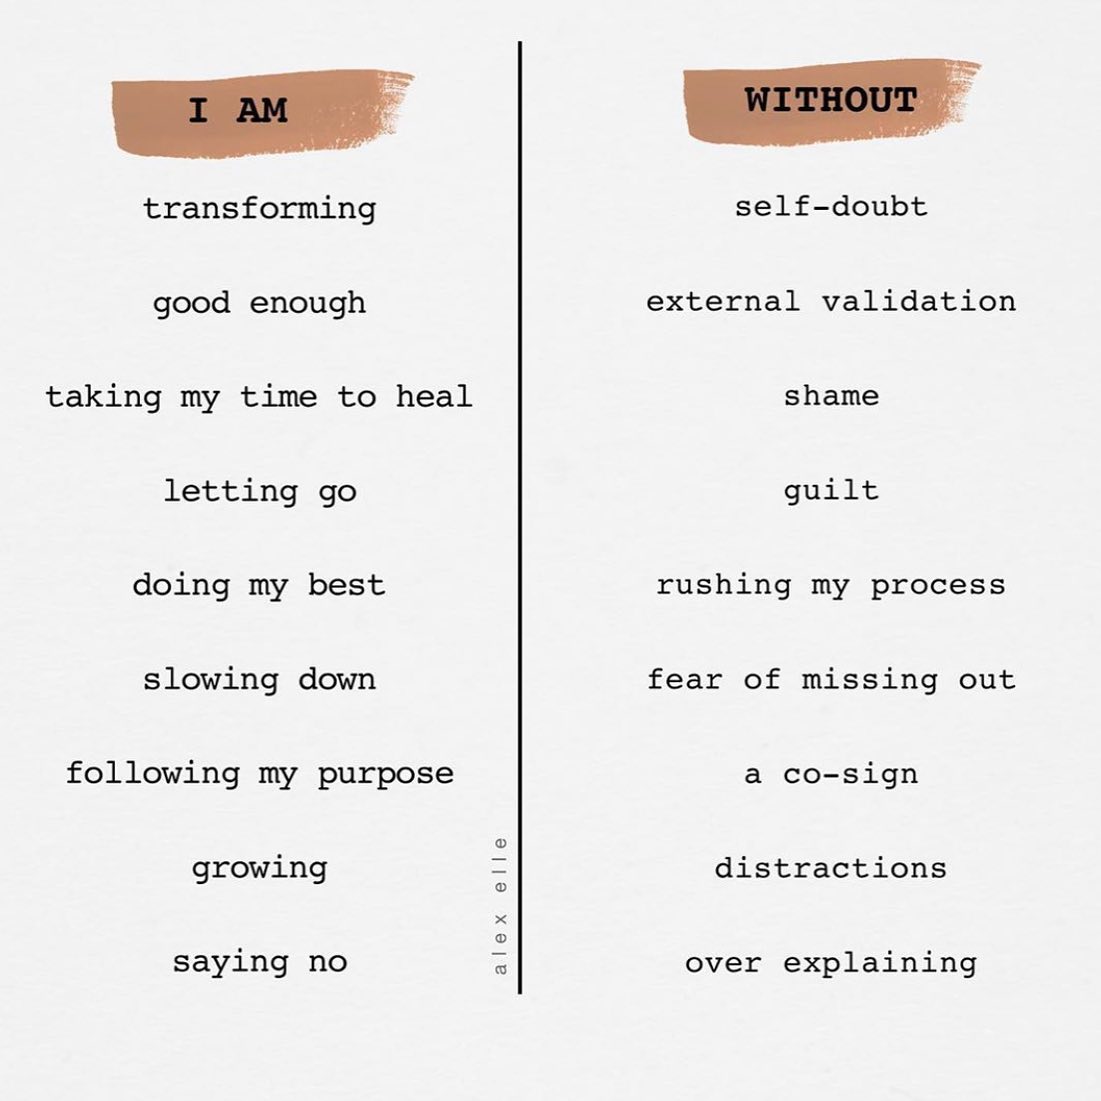 I AM
transforming
good enough
taking my time to heal
letting go
doing my best
slowing down
following my purpose
growing
saying no
alex elle
WITHOUT
self-doubt
external validation
shame
guilt
rushing my process
fear of missing out
a co-sign
distractions
over explaining